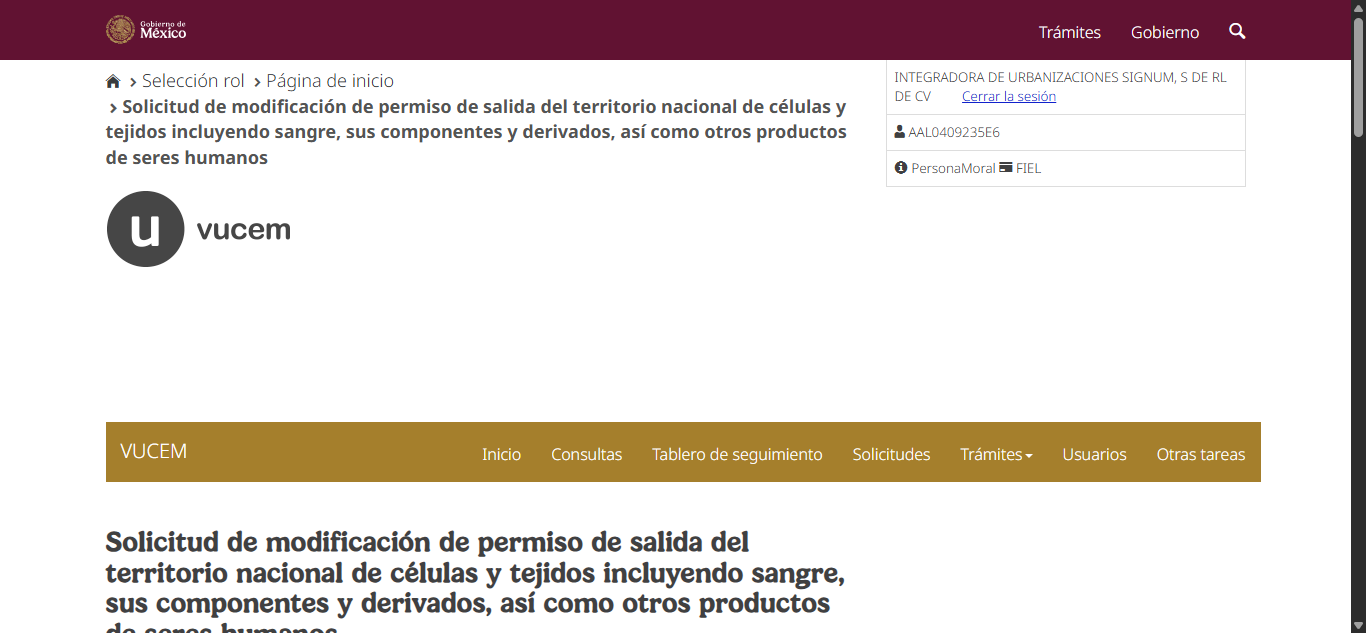 Gobierno de
México
Trámites Gobierno
Selección rol Página de inicio
Solicitud de modificación de permiso de salida del territorio nacional de células y
tejidos incluyendo sangre, sus componentes y derivados, así como otros productos
de seres humanos
INTEGRADORA DE URBANIZACIONES SIGNUM, S DE RL
DE CV Cerrar la sesión
AAL0409235E6
PersonaMoral FIEL
u vucem
VUCEM Inicio Consultas Tablero de seguimiento Solicitudes Trámites Usuarios Otras tareas
Solicitud de modificación de permiso de salida del
territorio nacional de células y tejidos incluyendo sangre,
sus componentes y derivados, así como otros productos
de seres humanos